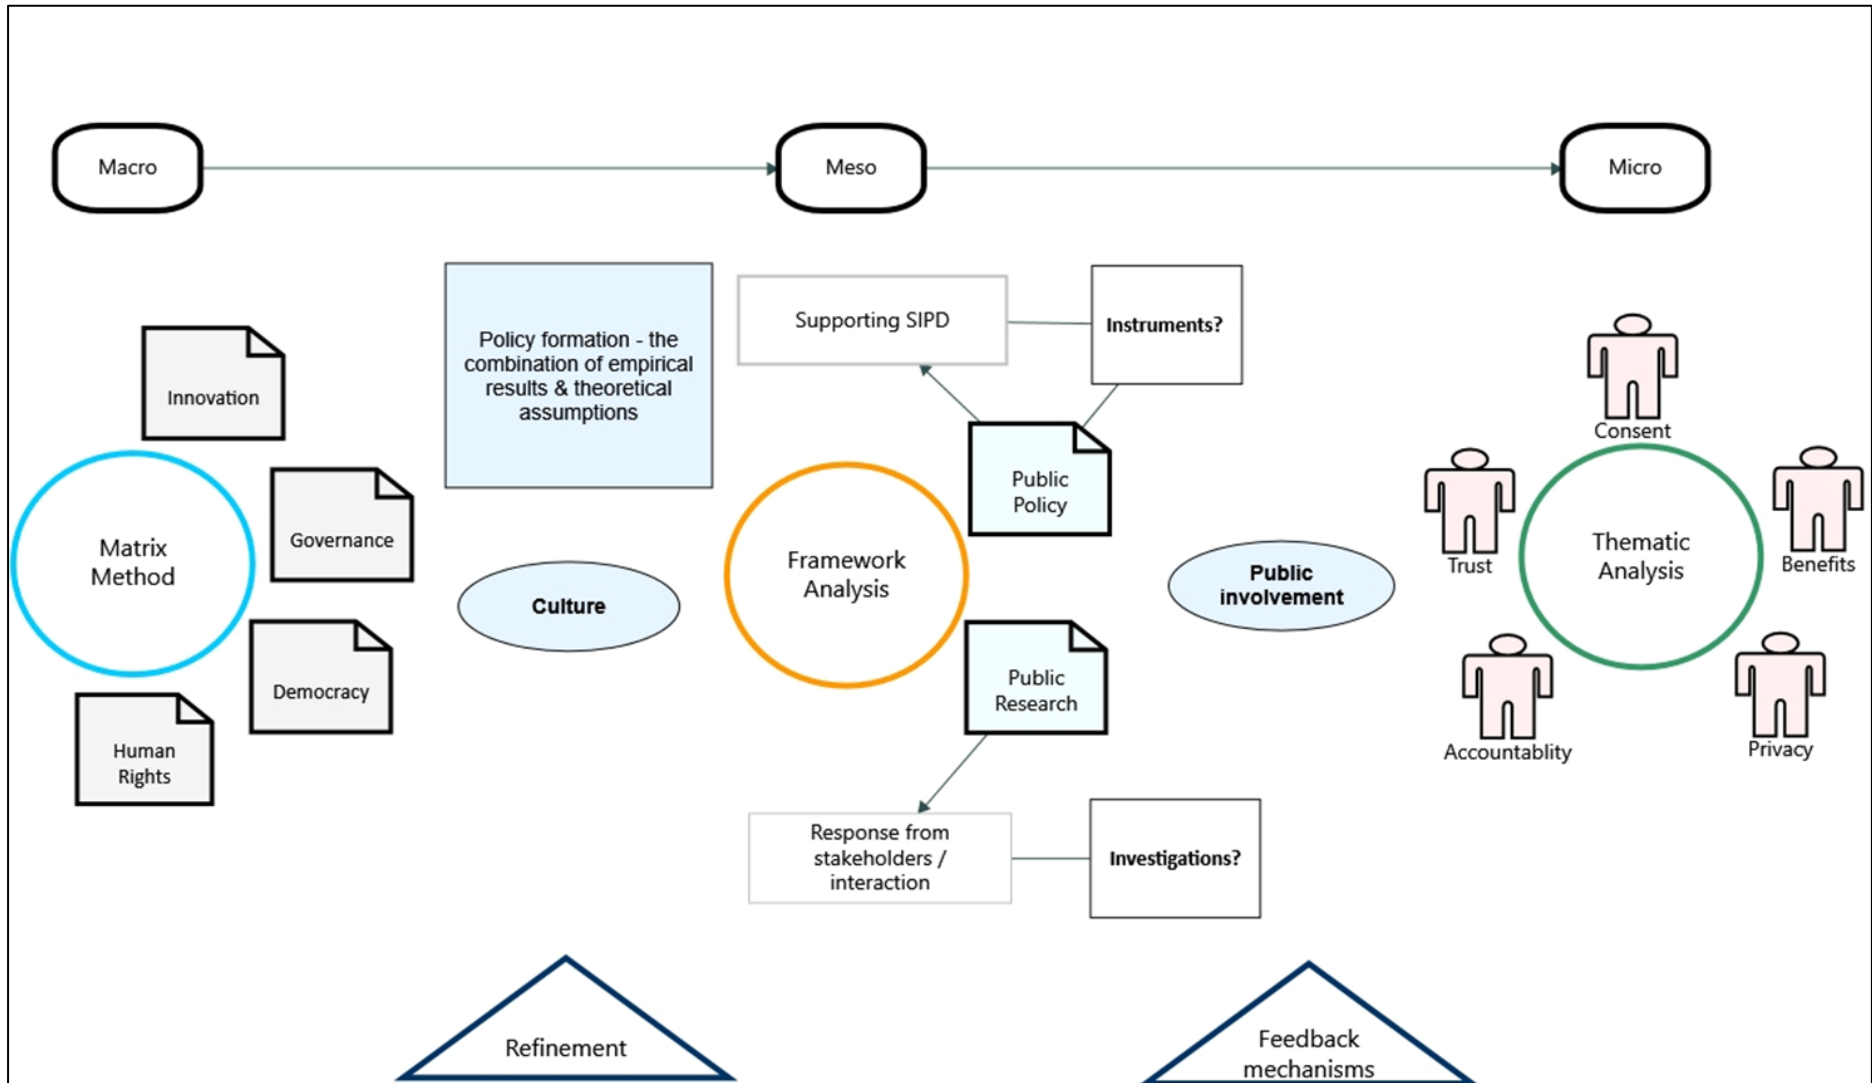 Macro
Meso
Micro
Policy formation - the
combination of empirical
results & theoretical
assumptions
Supporting SIPD
Instruments?
Innovation
Governance
Democracy
Human
Rights
Matrix
Method
Culture
Framework
Analysis
Public
Policy
Public
Research
Response from
stakeholders /
interaction
Investigations?
Public
involvement
Consent
Trust
Benefits
Thematic
Analysis
Accountablity
Privacy
Refinement
Feedback
mechanisms